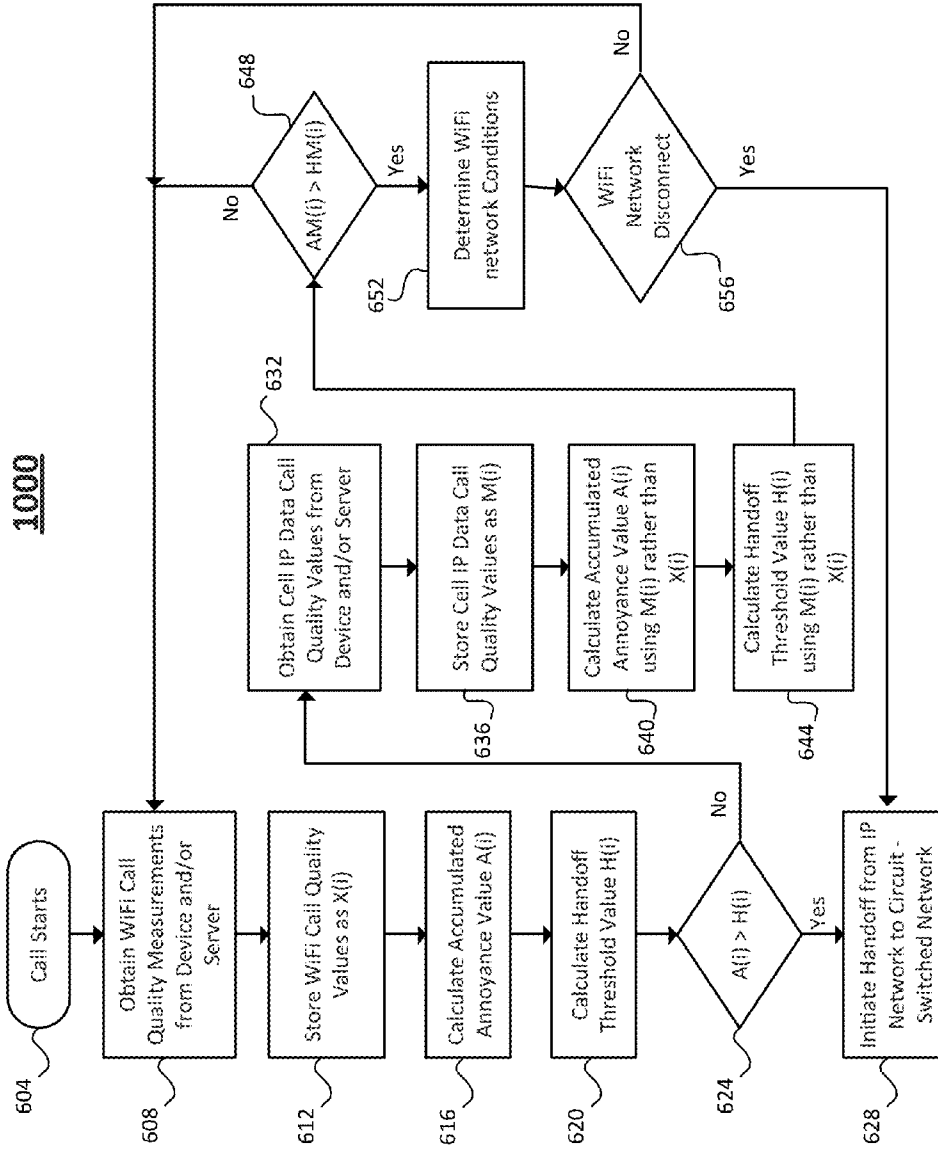 1000
604
Call Starts
608
Obtain WiFi Call
Quality Measurements
from Device and/or
Server
612
Store WiFi Call Quality
Values as X(i)
616
Calculate Accumulated
Annoyance Value A(i)
620
Calculate Handoff
Threshold Value H(i)
624
A(i) > H(i)
No
Yes
628
Initiate Handoff from IP
Network to Circuit -
Switched Network
632
Obtain Cell IP Data Call
Quality Values from
Device and/or Server
636
Store Cell IP Data Call
Quality Values as M(i)
640
Calculate Accumulated
Annoyance Value A(i)
using M(i) rather than
X(i)
644
Calculate Handoff
Threshold Value H(i)
using M(i) rather than
X(i)
648
AM(i) > HM(i)
No
Yes
652
Determine WiFi
network Conditions
656
WiFi
Network
Disconnect
No
Yes